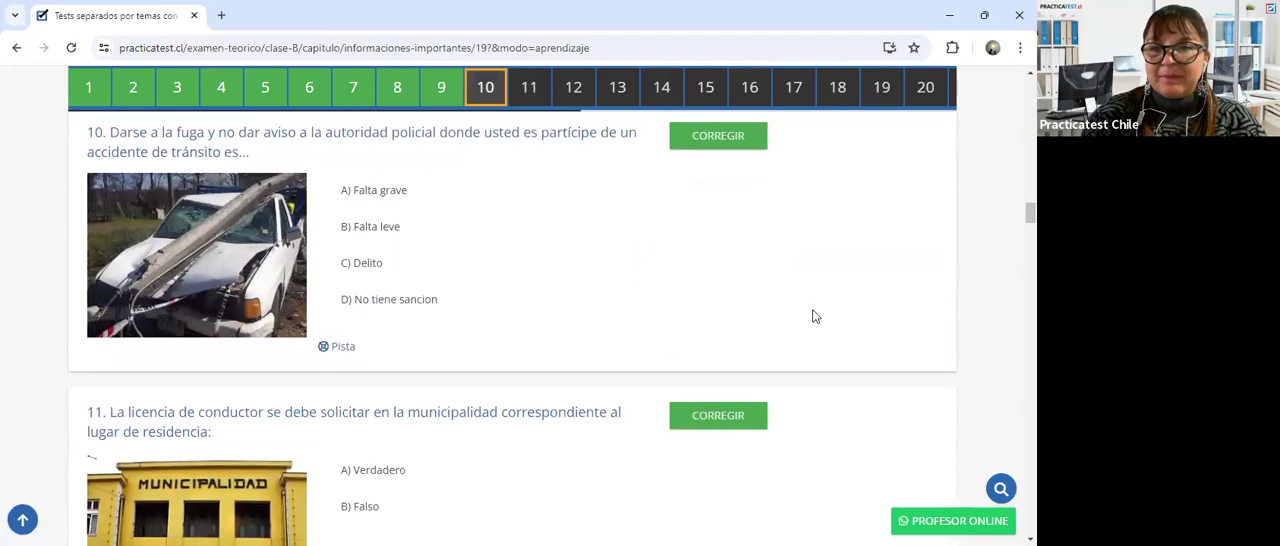 Tests separados por temas con
practicatest.cl/examen-teorico/clase-B/capitulo/informaciones-importantes/19?&modo=aprendizaje
PRACTICATEST.cl
Practicatest Chile
1 2 3 4 5 6 7 8 9 10 11 12 13 14 15 16 17 18 19 20
10. Darse a la fuga y no dar aviso a la autoridad policial donde usted es partícipe de un
accidente de tránsito es...
CORREGIR
A) Falta grave
B) Falta leve
C) Delito
D) No tiene sancion
Pista
11. La licencia de conductor se debe solicitar en la municipalidad correspondiente al
lugar de residencia:
CORREGIR
MUNICIPALIDAD
A) Verdadero
B) Falso
PROFESOR ONLINE